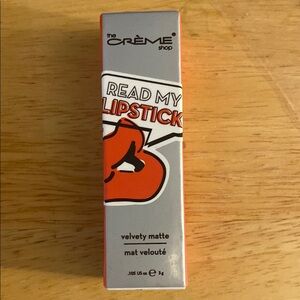 the
CRÈME®
shop
READ MY
LIPSTICK
velvety matte
mat velouté
.105 US oz ℮ 3g